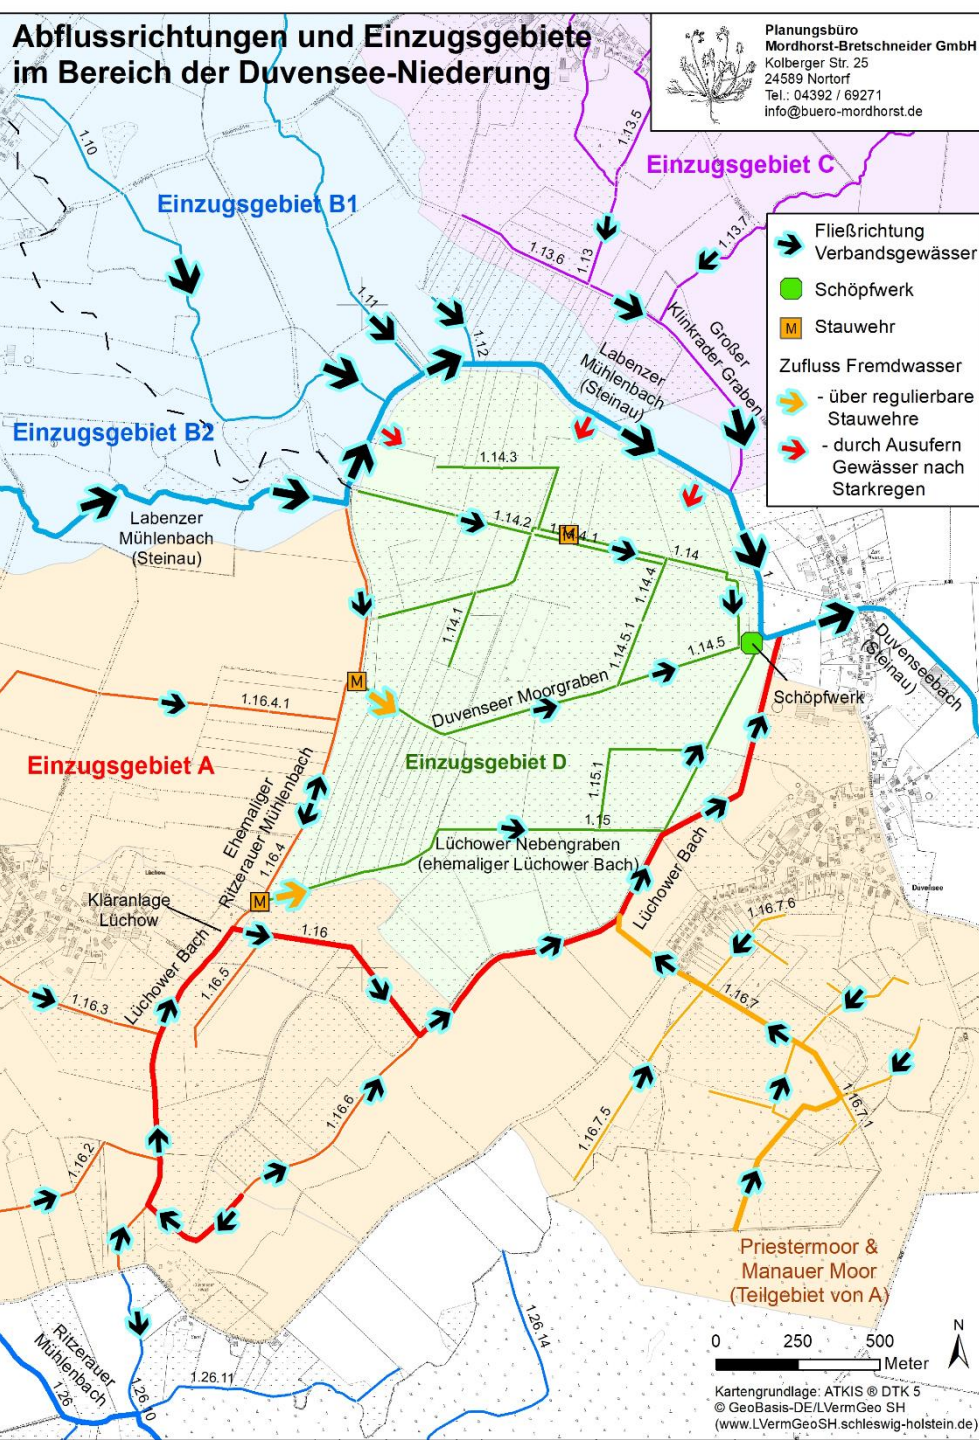 Abflussrichtungen und Einzugsgebiete
im Bereich der Duvensee-Niederung
Planungsbüro
Mordhorst-Bretschneider GmbH
Kolberger Str. 25
24589 Nortorf
Tel.: 04392 / 69271
info@buero-mordhorst.de
Einzugsgebiet C
Einzugsgebiet B1
Einzugsgebiet B2
Fließrichtung
Verbandsgewässer
Schöpfwerk
M
Stauwehr
Zufluss Fremdwasser
- über regulierbare
Stauwehre
- durch Ausufern
Gewässer nach
Starkregen
1.10
1.13.5
1.13.6
1.13
1.13.7
1.11
1.12
Großer
Klinkrader Graben
Labenzer
Mühlenbach
(Steinau)
Labenzer
Mühlenbach
(Steinau)
1.14.3
1.14.2
M
1.14
1.14.4
1.14.1
1.14.5.1
1.14.5
1
Duvenseebach
(Steinau)
Schöpfwerk
M
Duvenseer Moorgraben
1.16.4.1
Einzugsgebiet A
Einzugsgebiet D
Ehemaliger
Ritzerauer Mühlenbach
1.16.4
1.15.1
1.15
Lüchower Nebengraben
(ehemaliger Lüchower Bach)
Kläranlage
Lüchow
M
Lüchower Bach
Lüchower Bach
1.16
1.16.5
1.16.3
1.16.7.6
1.16.7
1.16.7.1
1.16.7.5
1.16.6
1.16.2
Duvensee
Priestermoor &
Manauer Moor
(Teilgebiet von A)
Ritzerauer
Mühlenbach
1.26
1.26.10
1.26.11
1.26.14
0 250 500
Meter
N
Kartengrundlage: ATKIS ® DTK 5
© GeoBasis-DE/LVermGeo SH
(www.LVermGeoSH.schleswig-holstein.de)